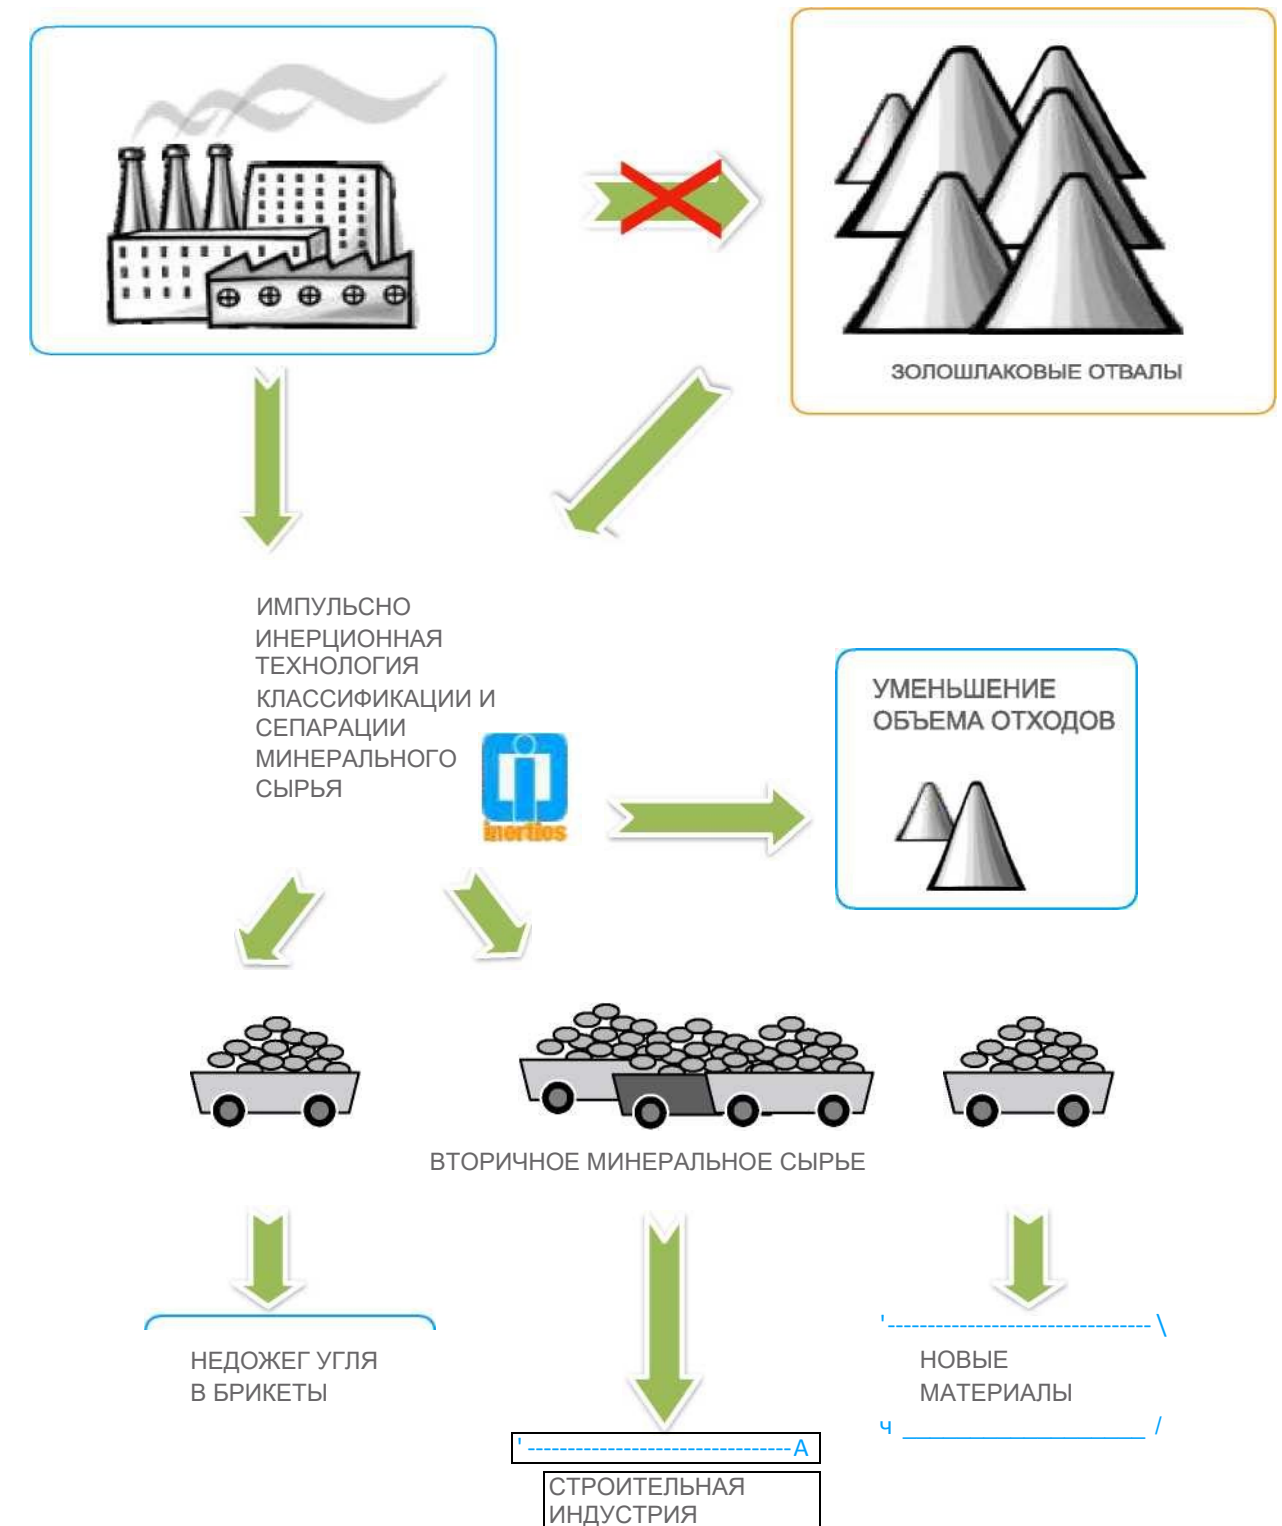 ЗОЛОШЛАКОВЫЕ ОТВАЛЫ
ИМПУЛЬСНО
ИНЕРЦИОННАЯ
ТЕХНОЛОГИЯ
КЛАССИФИКАЦИИ И
СЕПАРАЦИИ
МИНЕРАЛЬНОГО
СЫРЬЯ
inertios
УМЕНЬШЕНИЕ
ОБЪЕМА ОТХОДОВ
ВТОРИЧНОЕ МИНЕРАЛЬНОЕ СЫРЬЕ
НЕДОЖЕГ УГЛЯ
В БРИКЕТЫ
'---------------------------------\
НОВЫЕ
МАТЕРИАЛЫ
ч ___________________ /
'---------------------------------А
СТРОИТЕЛЬНАЯ
ИНДУСТРИЯ